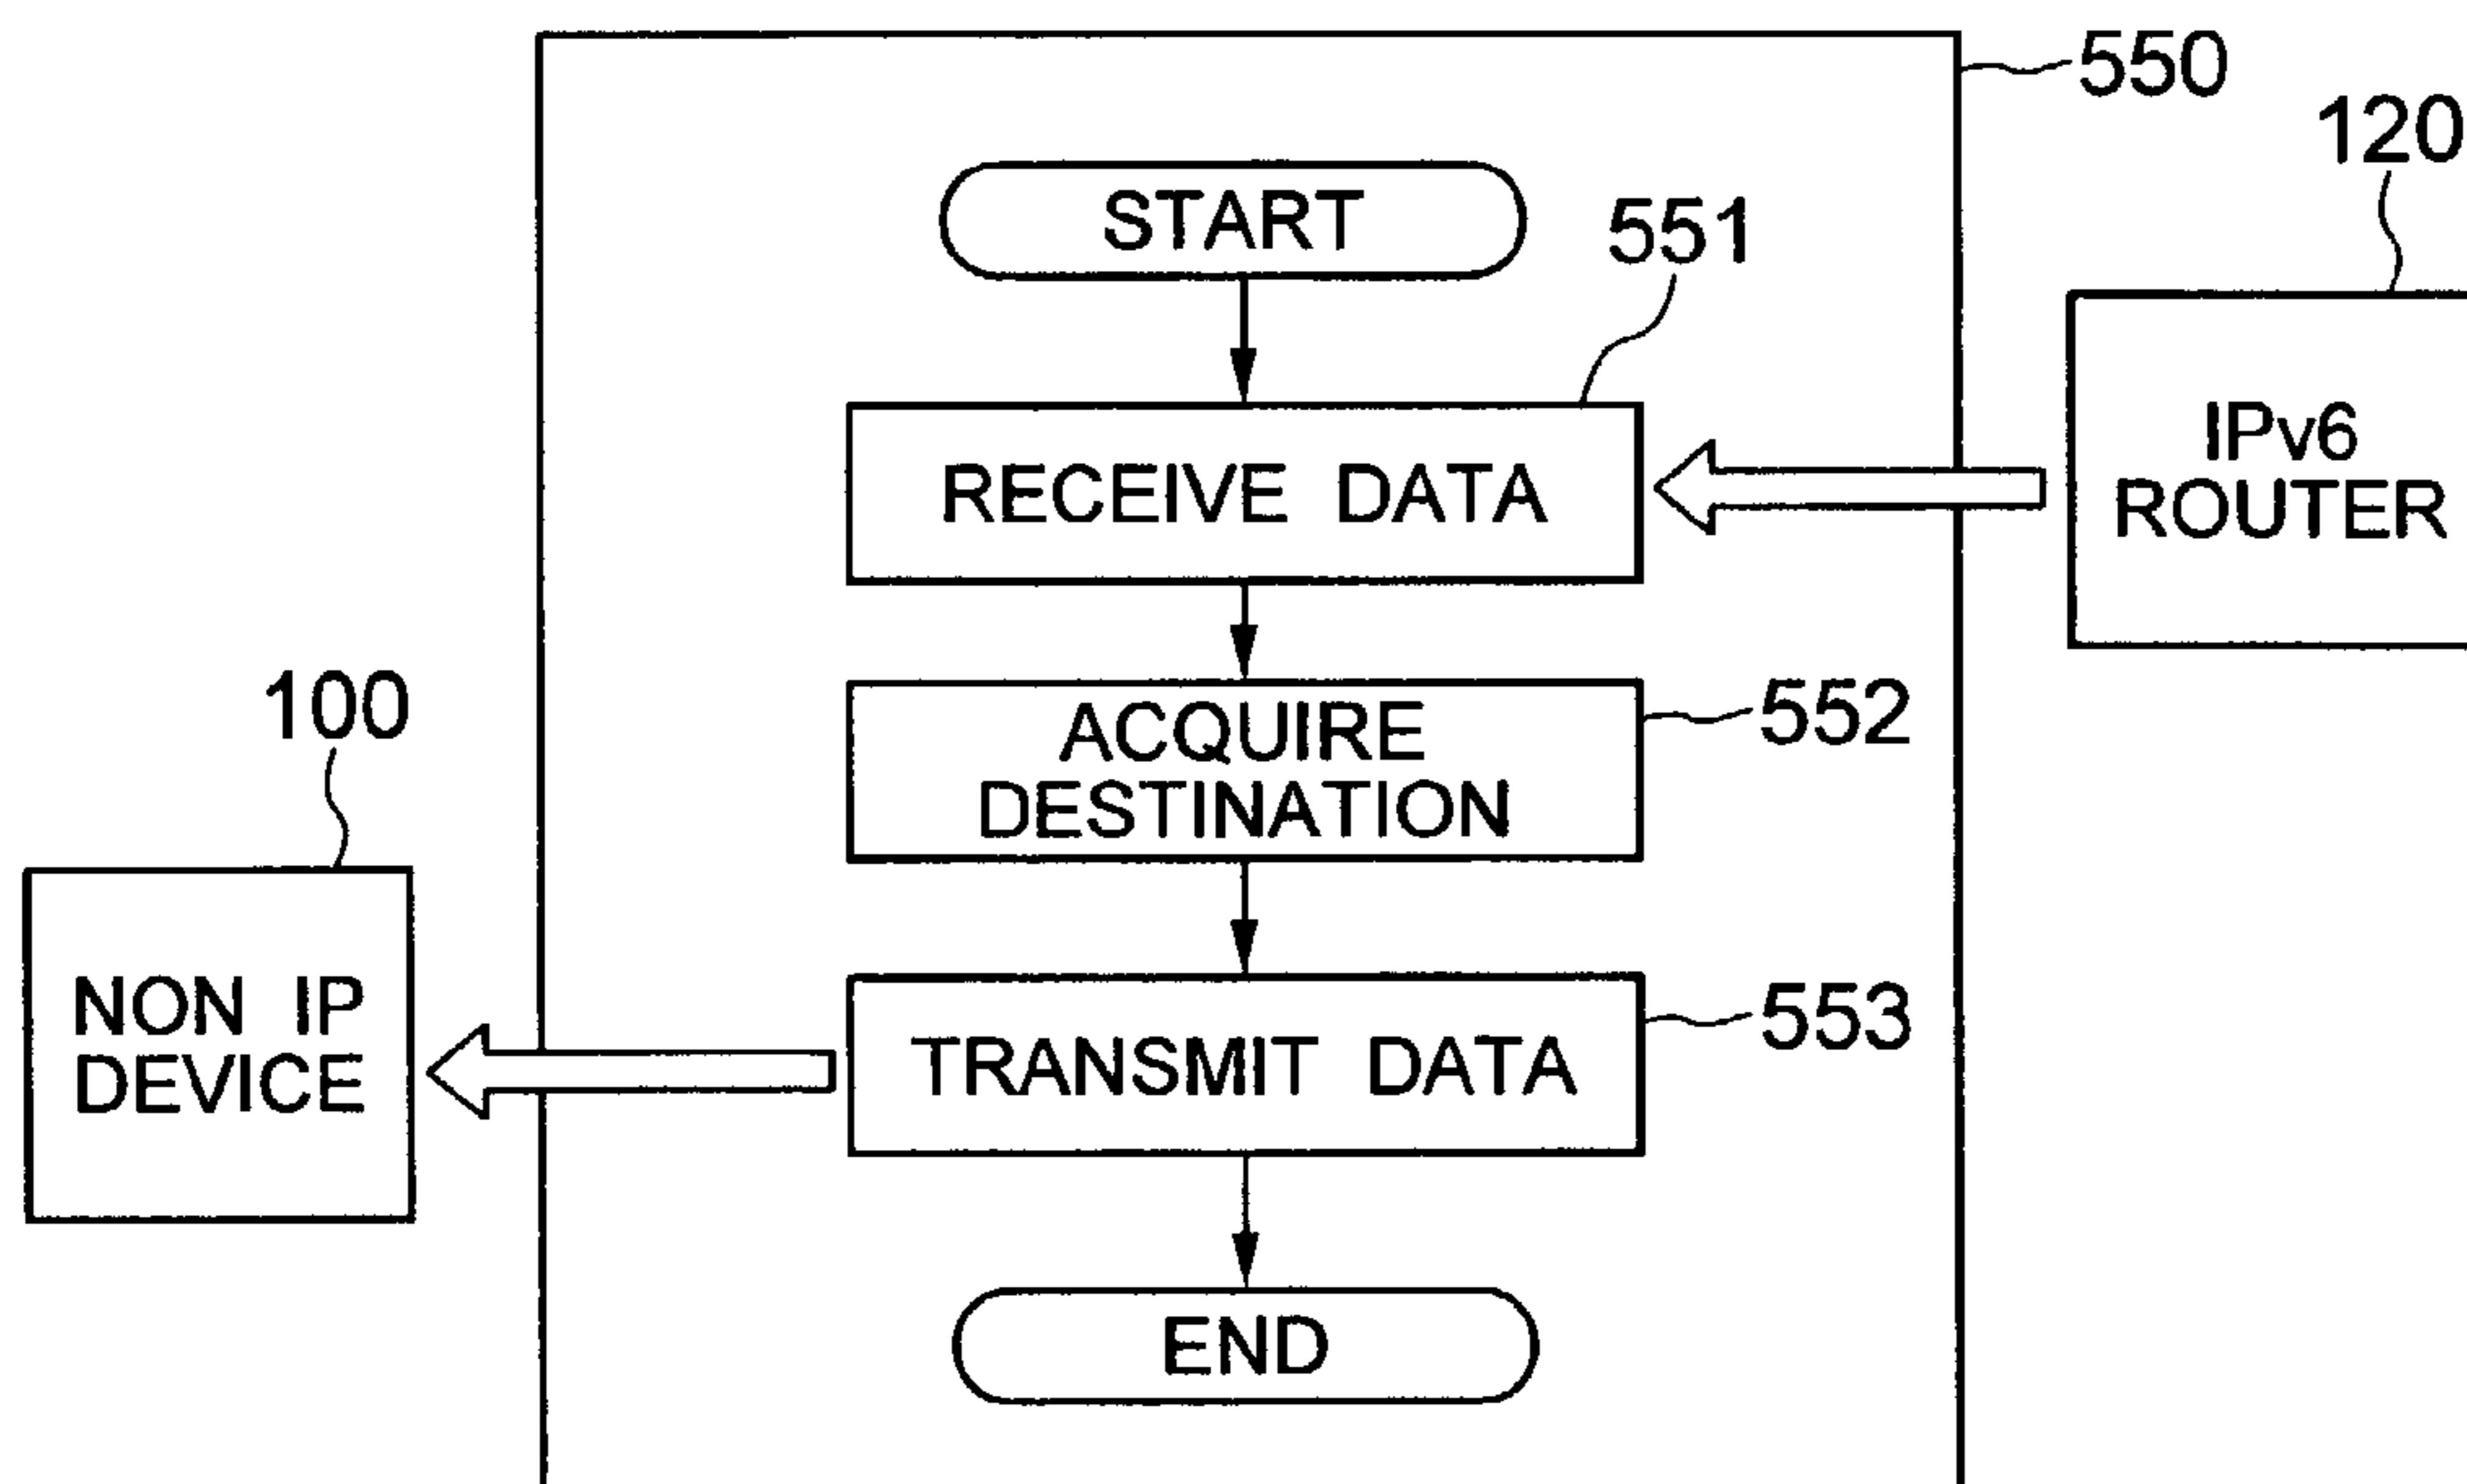 550
120
START
551
RECEIVE DATA
IPv6
ROUTER
100
ACQUIRE
DESTINATION
552
NON IP
DEVICE
TRANSMIT DATA
553
END